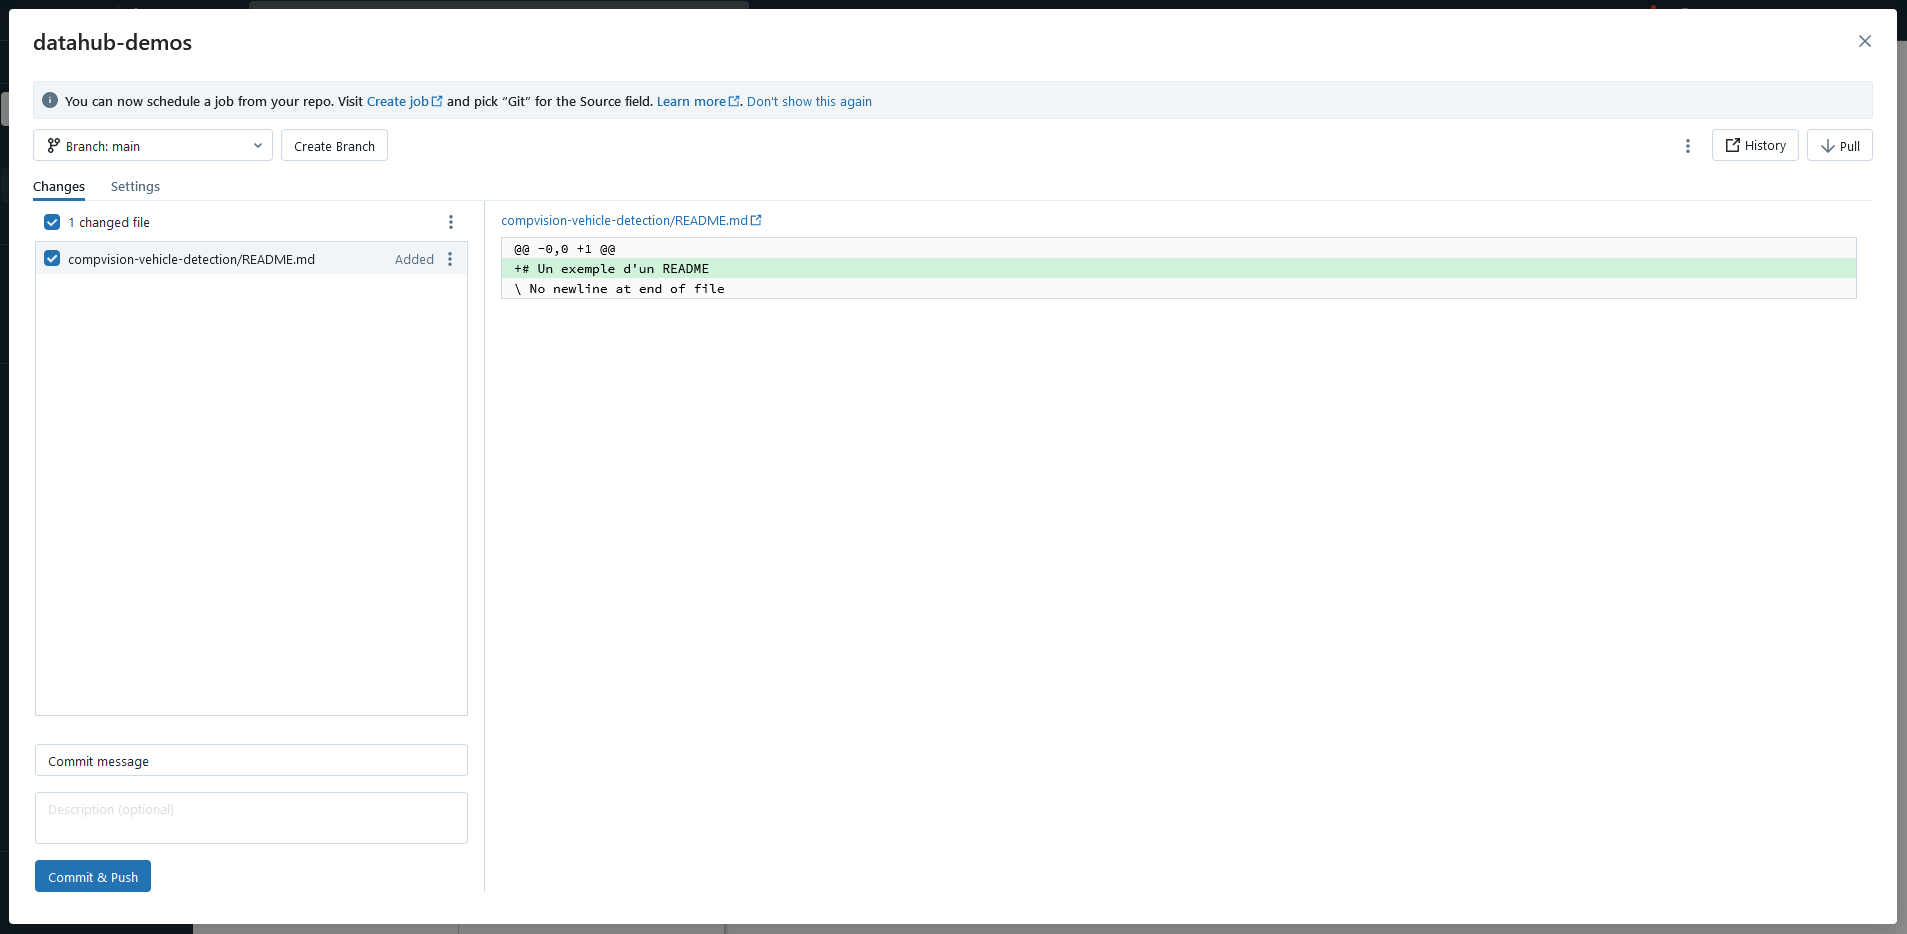 datahub-demos
You can now schedule a job from your repo. Visit Create job and pick “Git” for the Source field. Learn more. Don't show this again
Branch: main
Create Branch
History
Pull
Changes
Settings
1 changed file
compvision-vehicle-detection/README.md
Added
compvision-vehicle-detection/README.md
@@ -0,0 +1 @@
+# Un exemple d'un README
\ No newline at end of file
Commit message
Description (optional)
Commit & Push